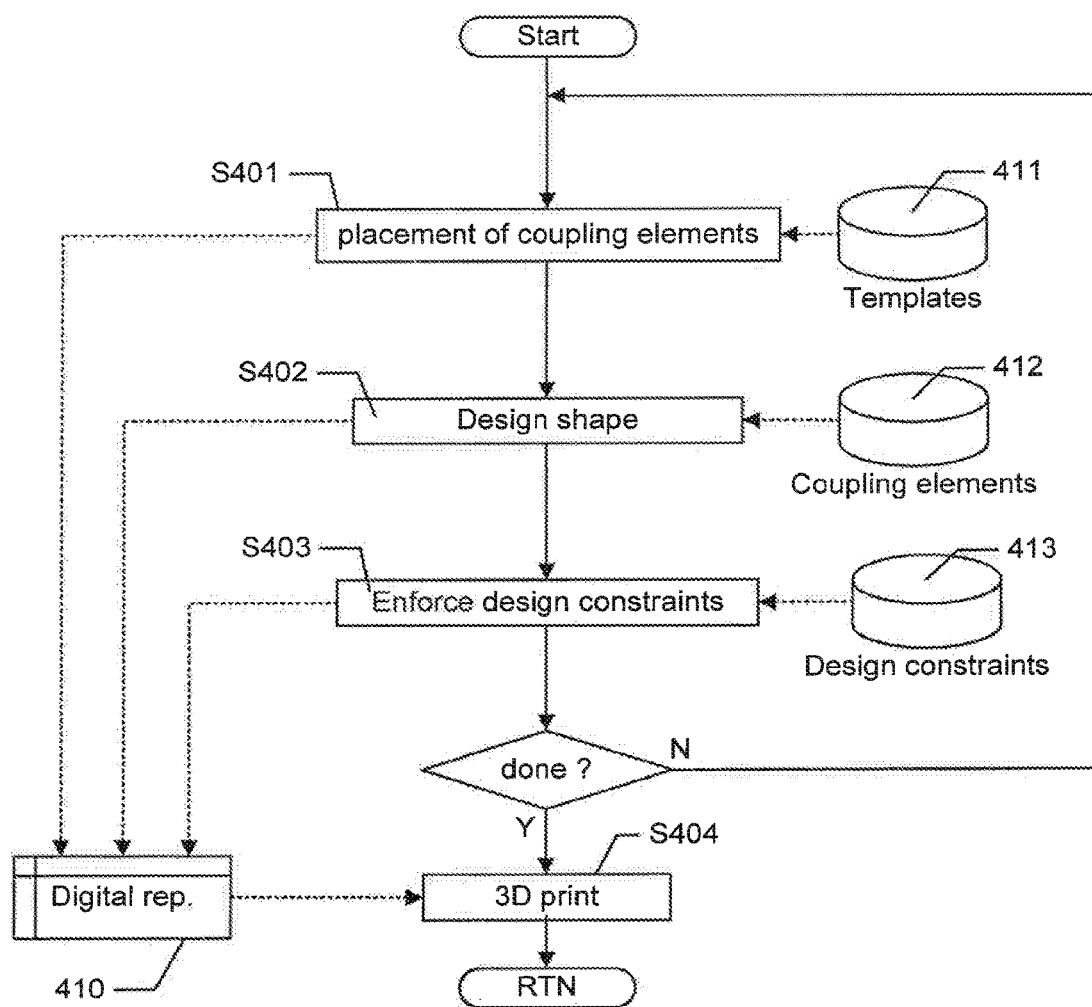 Start
S401
placement of coupling elements
411
Templates
S402
Design shape
412
Coupling elements
S403
Enforce design constraints
413
Design constraints
done ?
N
Y
S404
Digital rep.
3D print
410
RTN